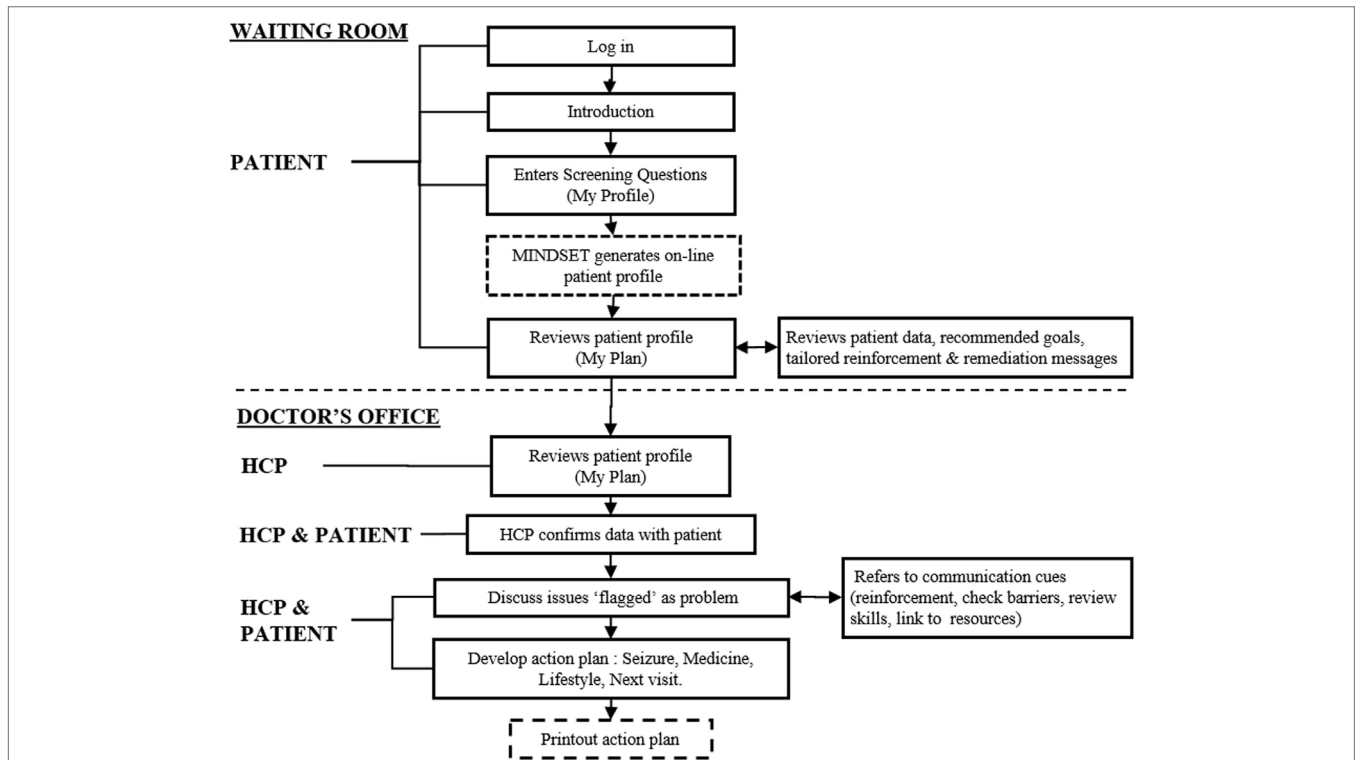 WAITING ROOM
Log in
Introduction
PATIENT
Enters Screening Questions
(My Profile)
MINDSET generates on-line
patient profile
Reviews patient profile
(My Plan)
Reviews patient data, recommended goals,
tailored reinforcement & remediation messages
DOCTOR’S OFFICE
HCP
Reviews patient profile
(My Plan)
HCP & PATIENT
HCP confirms data with patient
HCP &
PATIENT
Discuss issues ‘flagged’ as problem
Refers to communication cues
(reinforcement, check barriers, review
skills, link to resources)
Develop action plan : Seizure, Medicine,
Lifestyle, Next visit.
Printout action plan